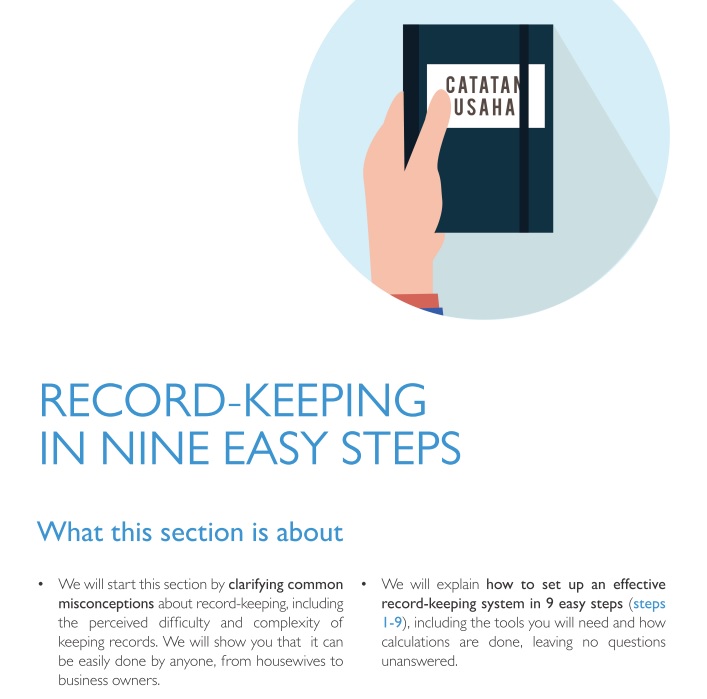 CATATAN
USAHA
RECORD-KEEPING
IN NINE EASY STEPS
What this section is about
• We will start this section by clarifying common
misconceptions about record-keeping, including
the perceived difficulty and complexity of
keeping records. We will show you that it can
be easily done by anyone, from housewives to
business owners.
• We will explain how to set up an effective
record-keeping system in 9 easy steps (steps
1-9), including the tools you will need and how
calculations are done, leaving no questions
unanswered.